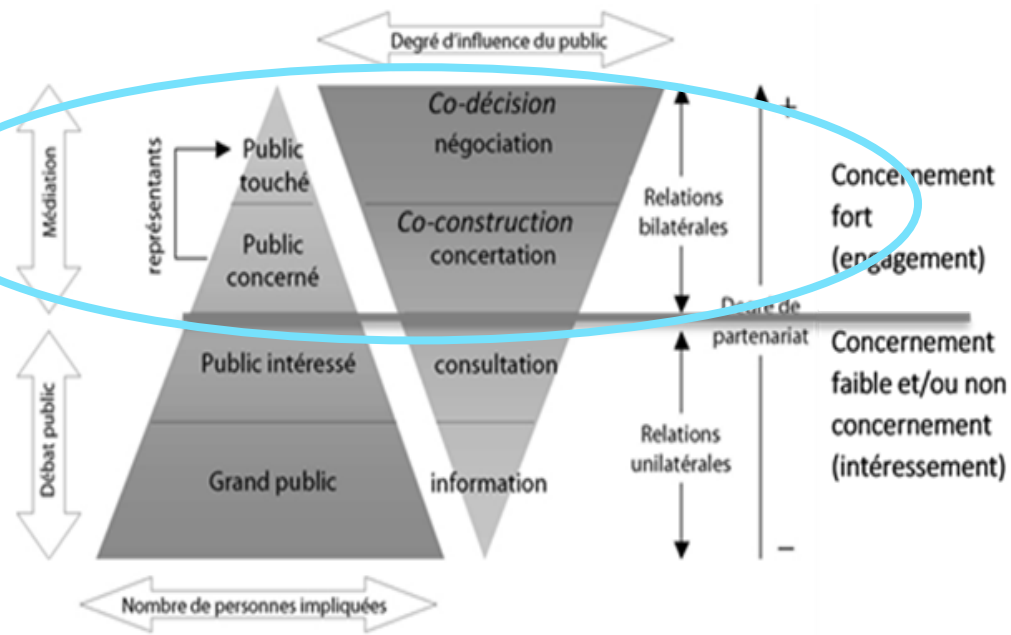 Degré d'influence du public
Médiation
représentants
Public
touché
Public
concerné
Co-décision
négociation
Co-construction
concertation
Relations
bilatérales
+
Concernement
fort
(engagement)
Degré de
partenariat
Débat public
Public intéressé
Grand public
consultation
information
Relations
unilatérales
Concernement
faible et/ou non
concernement
(intéressement)
–
Nombre de personnes impliquées